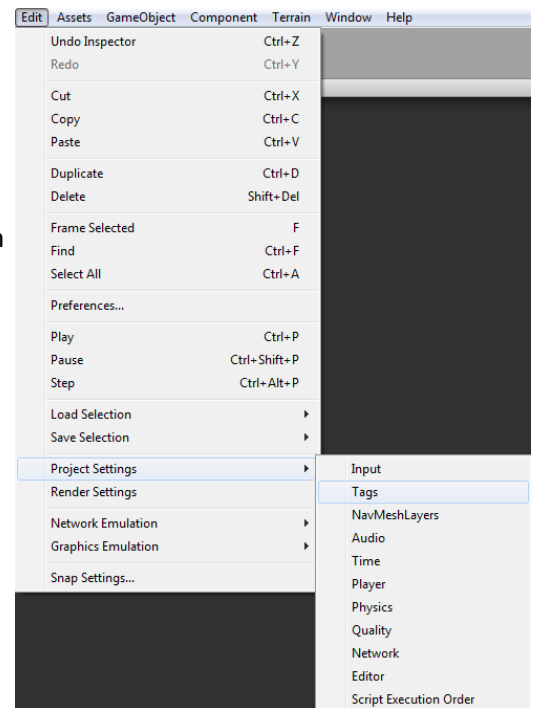 Edit Assets GameObject Component Terrain Window Help
Undo Inspector Ctrl+Z
Redo Ctrl+Y
Cut Ctrl+X
Copy Ctrl+C
Paste Ctrl+V
Duplicate Ctrl+D
Delete Shift+Del
Frame Selected F
Find Ctrl+F
Select All Ctrl+A
Preferences...
Play Ctrl+P
Pause Ctrl+Shift+P
Step Ctrl+Alt+P
Load Selection
Save Selection
Project Settings
Render Settings
Network Emulation
Graphics Emulation
Snap Settings...
Input
Tags
NavMeshLayers
Audio
Time
Player
Physics
Quality
Network
Editor
Script Execution Order